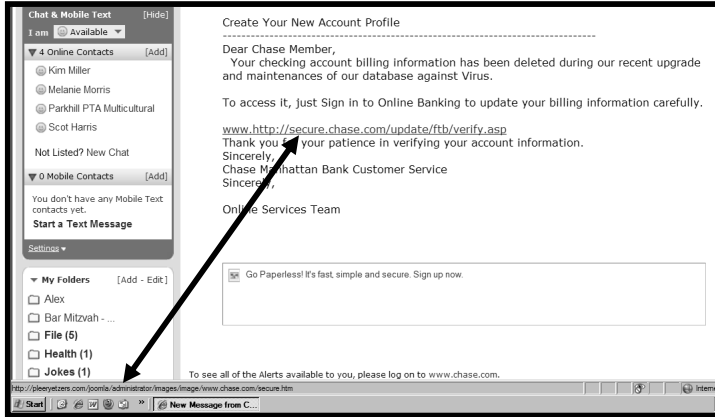 Chat & Mobile Text [Hide]
I am Available
4 Online Contacts [Add]
Kim Miller
Melanie Morris
Parkhill PTA Multicultural
Scot Harris
Not Listed? New Chat
0 Mobile Contacts [Add]
You don't have any Mobile Text
contacts yet.
Start a Text Message
Settings
My Folders [Add - Edit]
Alex
Bar Mitzvah - ...
File (5)
Health (1)
Jokes (1)
Create Your New Account Profile
--------------------------------------------------------------------------
Dear Chase Member,
Your checking account billing information has been deleted during our recent upgrade
and maintenances of our database against Virus.
To access it, just Sign in to Online Banking to update your billing information carefully.
www.http://secure.chase.com/update/ftb/verify.asp
Thank you for your patience in verifying your account information.
Sincerely,
Chase Manhattan Bank Customer Service
Sincerely,
Online Services Team
Go Paperless! It's fast, simple and secure. Sign up now.
To see all of the Alerts available to you, please log on to www.chase.com.
http://pleeryetzers.com/joomla/administrator/images/image/www.chase.com/secure.htm
Start » New Message from C...